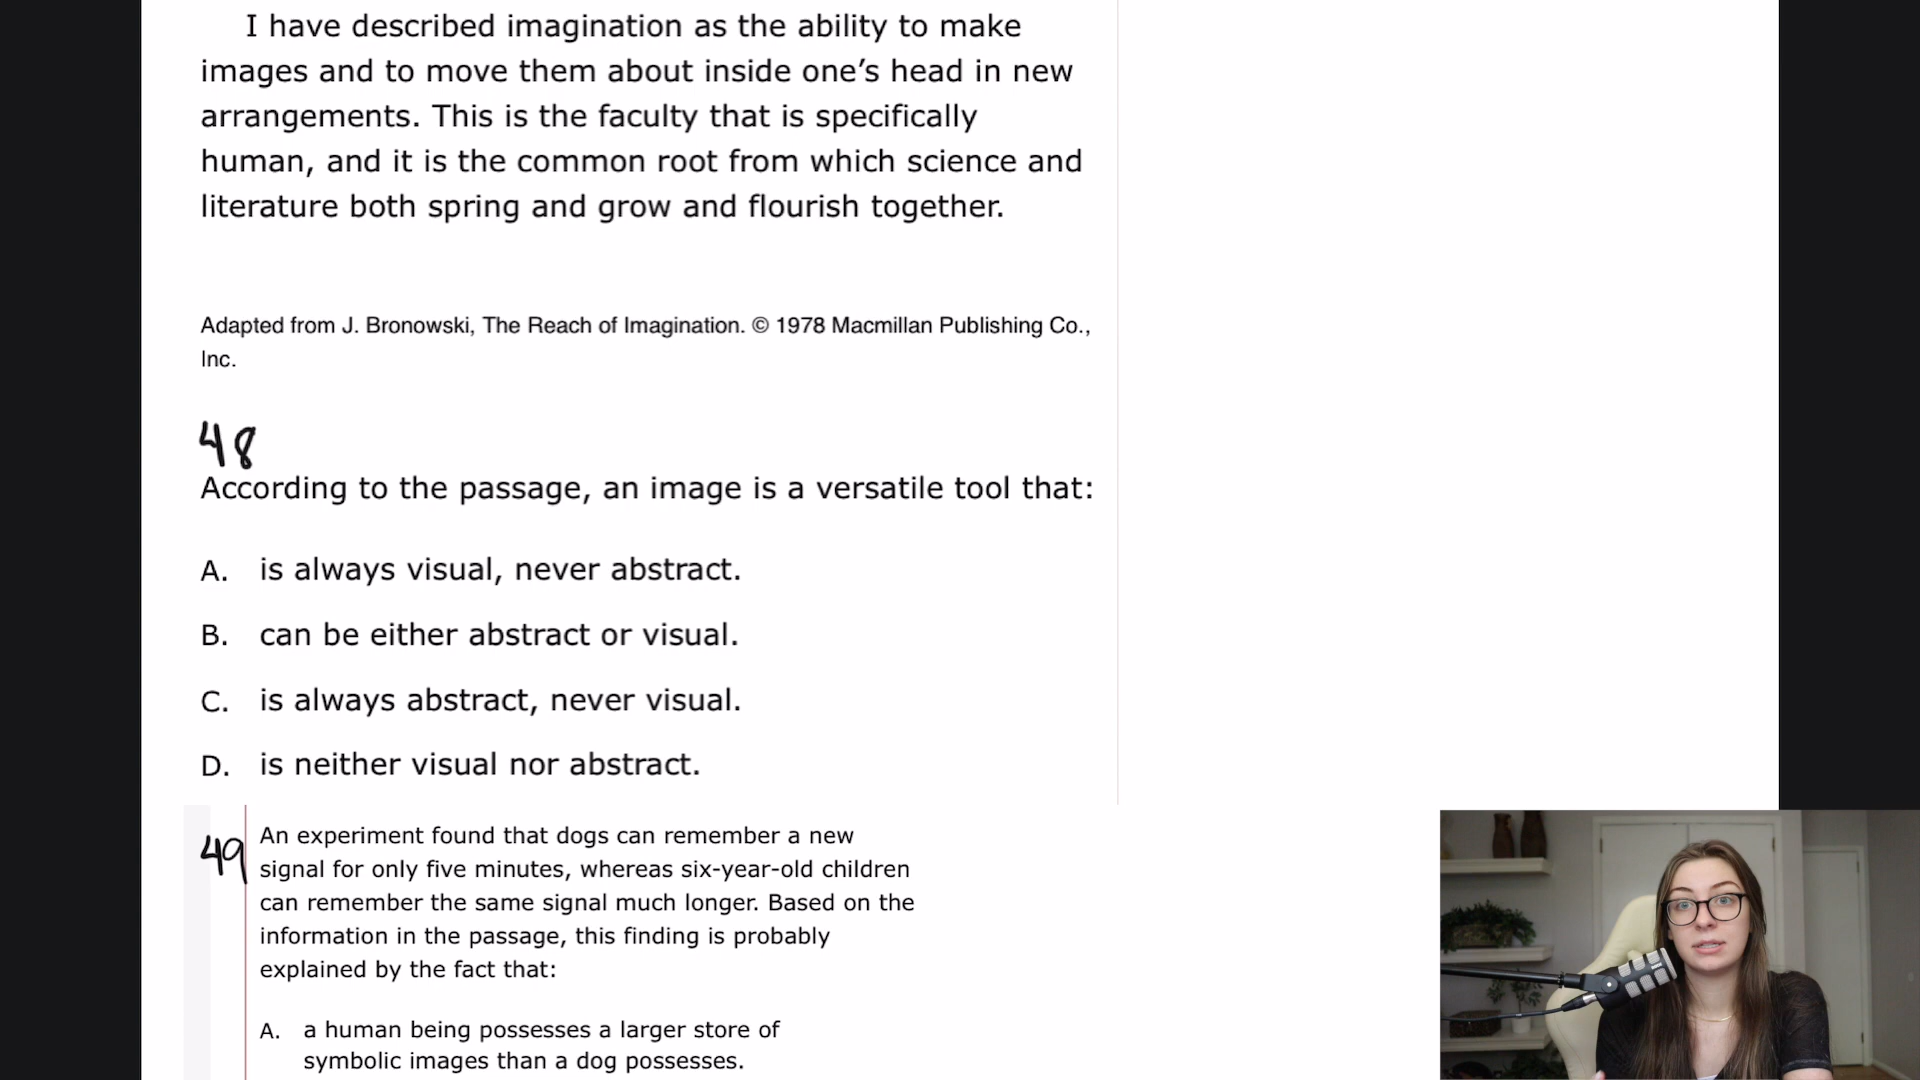 I have described imagination as the ability to make
images and to move them about inside one’s head in new
arrangements. This is the faculty that is specifically
human, and it is the common root from which science and
literature both spring and grow and flourish together.
Adapted from J. Bronowski, The Reach of Imagination. © 1978 Macmillan Publishing Co.,
Inc.
48
According to the passage, an image is a versatile tool that:
A. is always visual, never abstract.
B. can be either abstract or visual.
C. is always abstract, never visual.
D. is neither visual nor abstract.
49 An experiment found that dogs can remember a new
signal for only five minutes, whereas six-year-old children
can remember the same signal much longer. Based on the
information in the passage, this finding is probably
explained by the fact that:
A. a human being possesses a larger store of
symbolic images than a dog possesses.